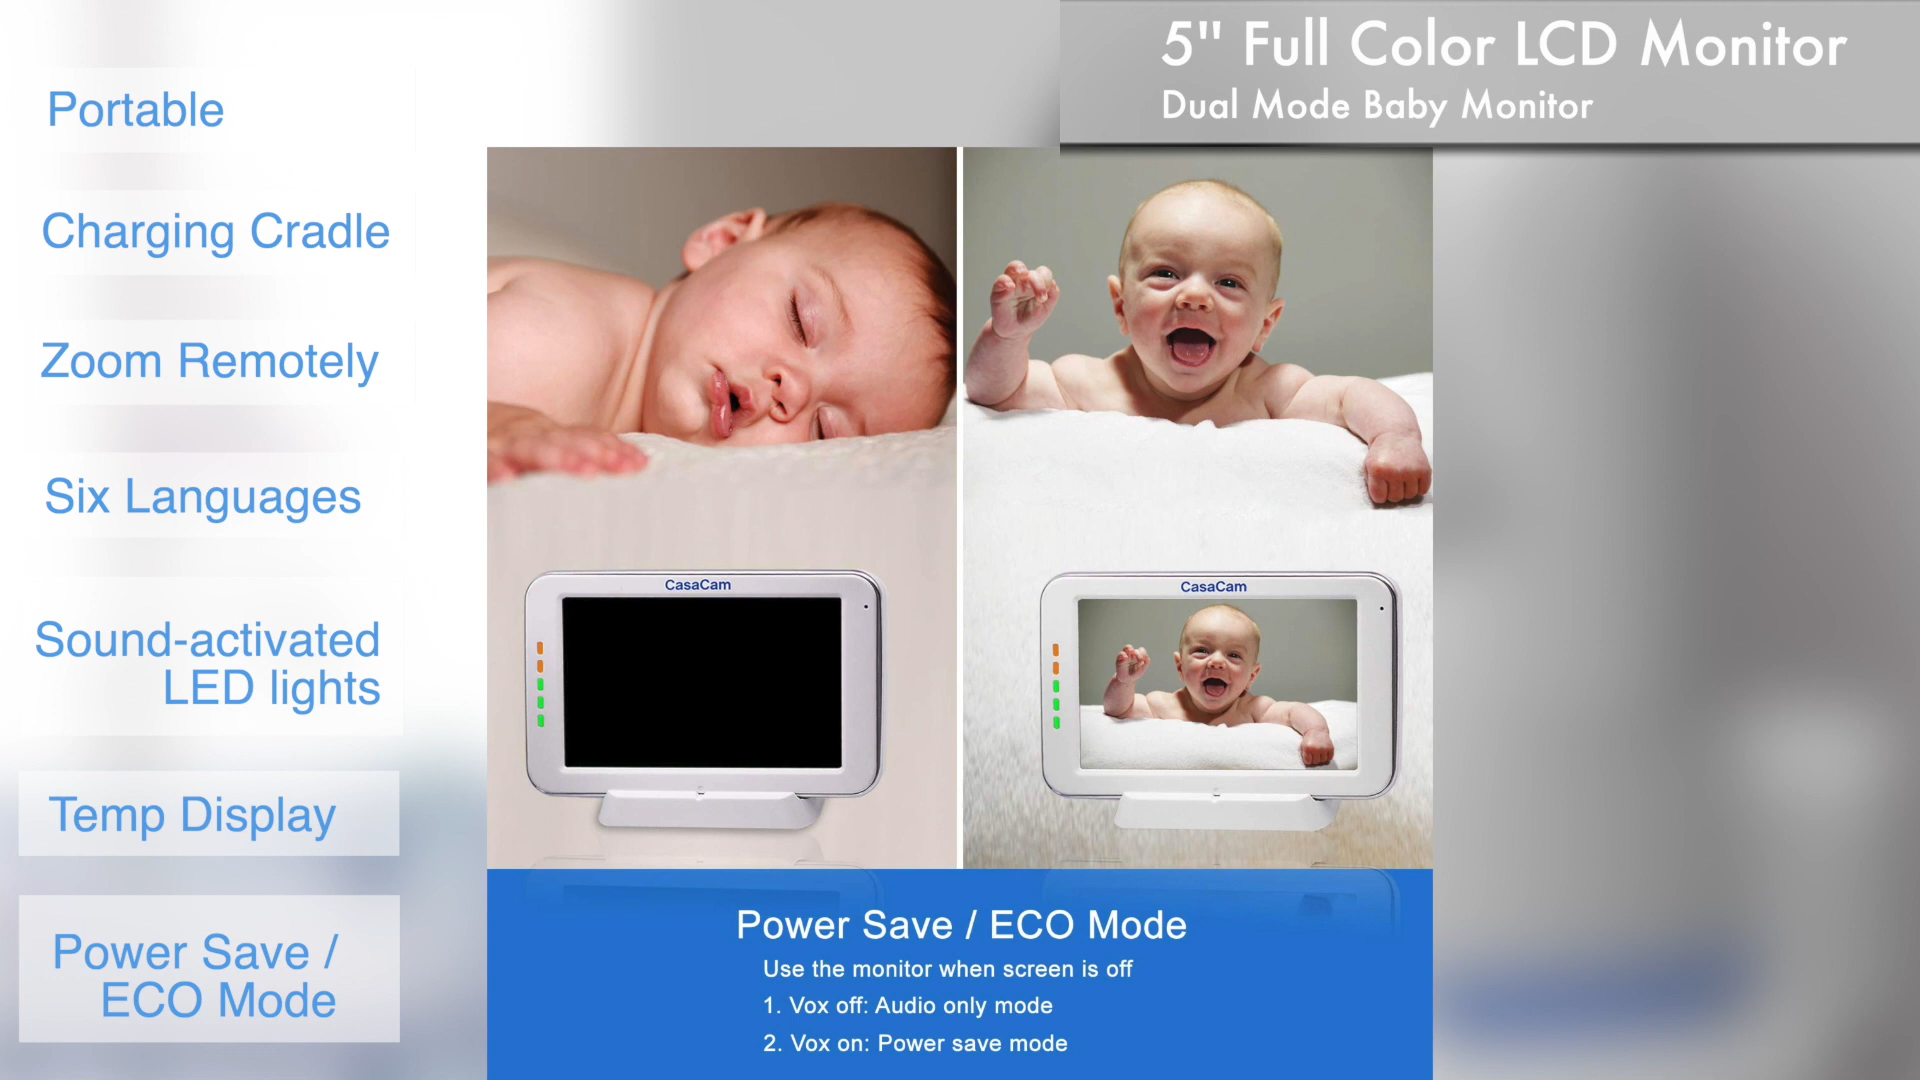 5" Full Color LCD Monitor
Dual Mode Baby Monitor
Portable
Charging Cradle
Zoom Remotely
Six Languages
Sound-activated
LED lights
Temp Display
Power Save /
ECO Mode
CasaCam
CasaCam
Power Save / ECO Mode
Use the monitor when screen is off
1. Vox off: Audio only mode
2. Vox on: Power save mode